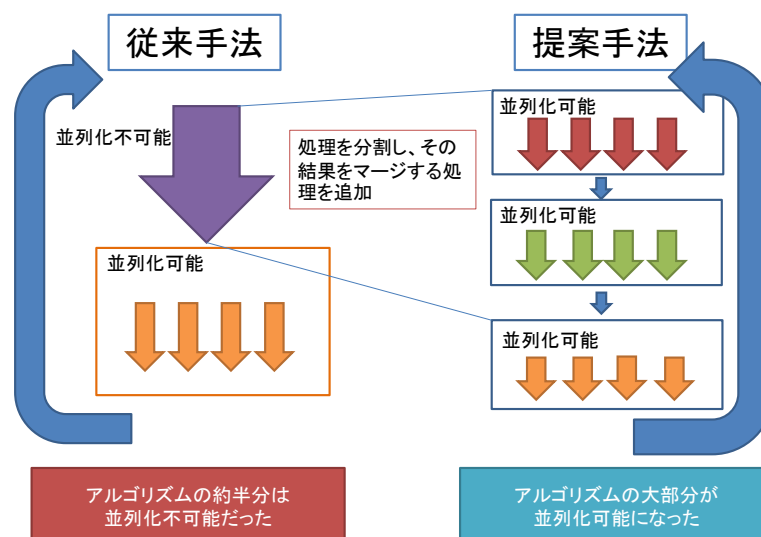 従来手法
提案手法
並列化不可能
処理を分割し、その
結果をマージする処
理を追加
並列化可能
並列化可能
並列化可能
並列化可能
アルゴリズムの約半分は
並列化不可能だった
アルゴリズムの大部分が
並列化可能になった